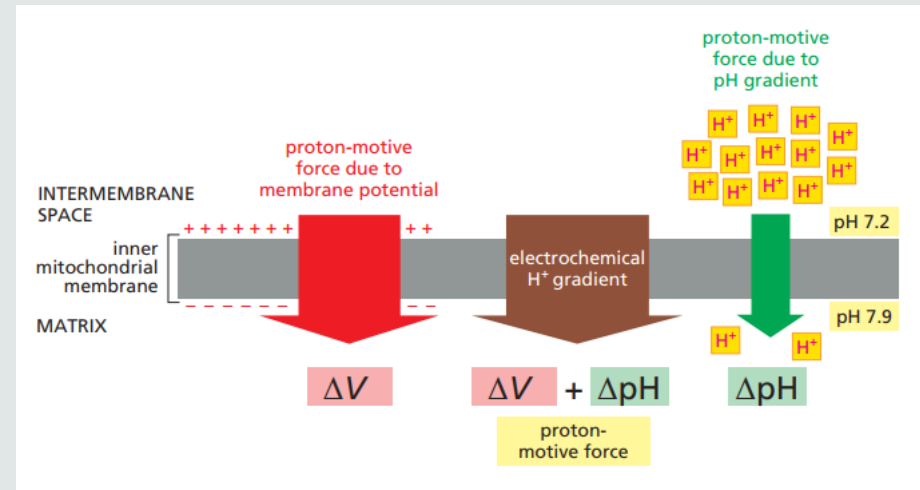 proton-motive
force due to
pH gradient
H⁺ H⁺ H⁺
H⁺ H⁺ H⁺ H⁺ H⁺
H⁺ H⁺ H⁺ H⁺ H⁺
proton-motive
force due to
membrane potential
INTERMEMBRANE
SPACE
+ + + + + + + + +
pH 7.2
inner
mitochondrial
membrane
electrochemical
H⁺ gradient
– – – – – – – – –
MATRIX
pH 7.9
H⁺ H⁺
ΔV
ΔV + ΔpH
ΔpH
proton-
motive force